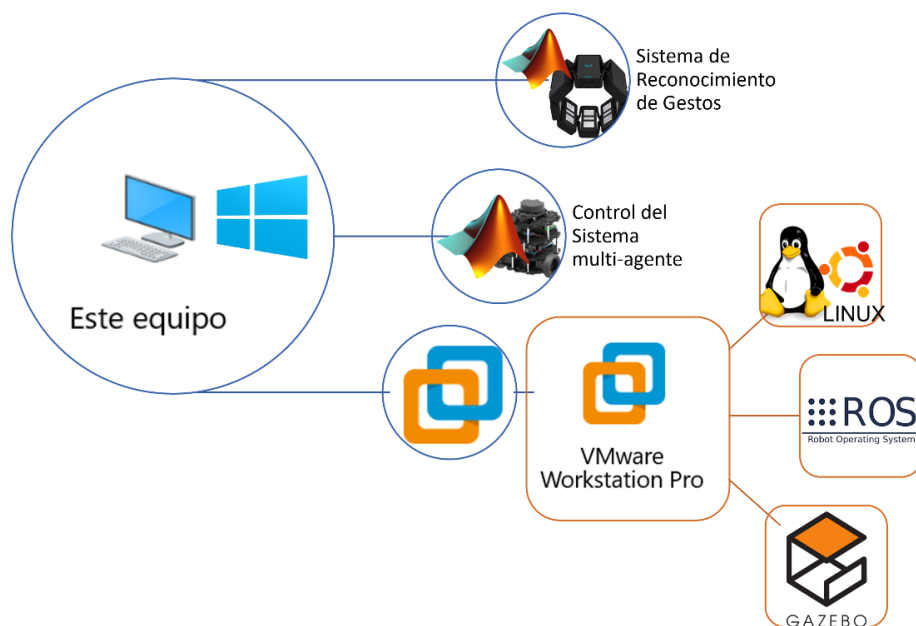 Sistema de
Reconocimiento
de Gestos
Control del
Sistema
multi-agente
Este equipo
LINUX
VMware
Workstation Pro
ROS
Robot Operating System
GAZEBO